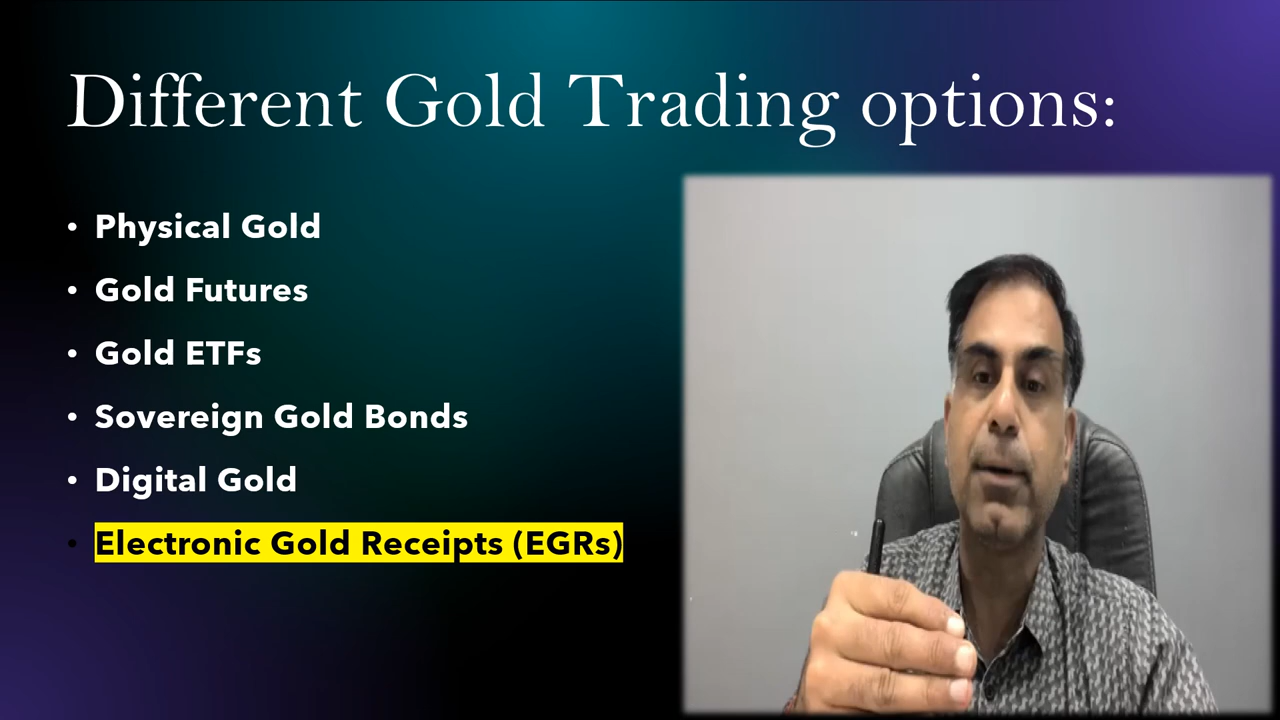 Different Gold Trading options:
• Physical Gold
• Gold Futures
• Gold ETFs
• Sovereign Gold Bonds
• Digital Gold
• Electronic Gold Receipts (EGRs)